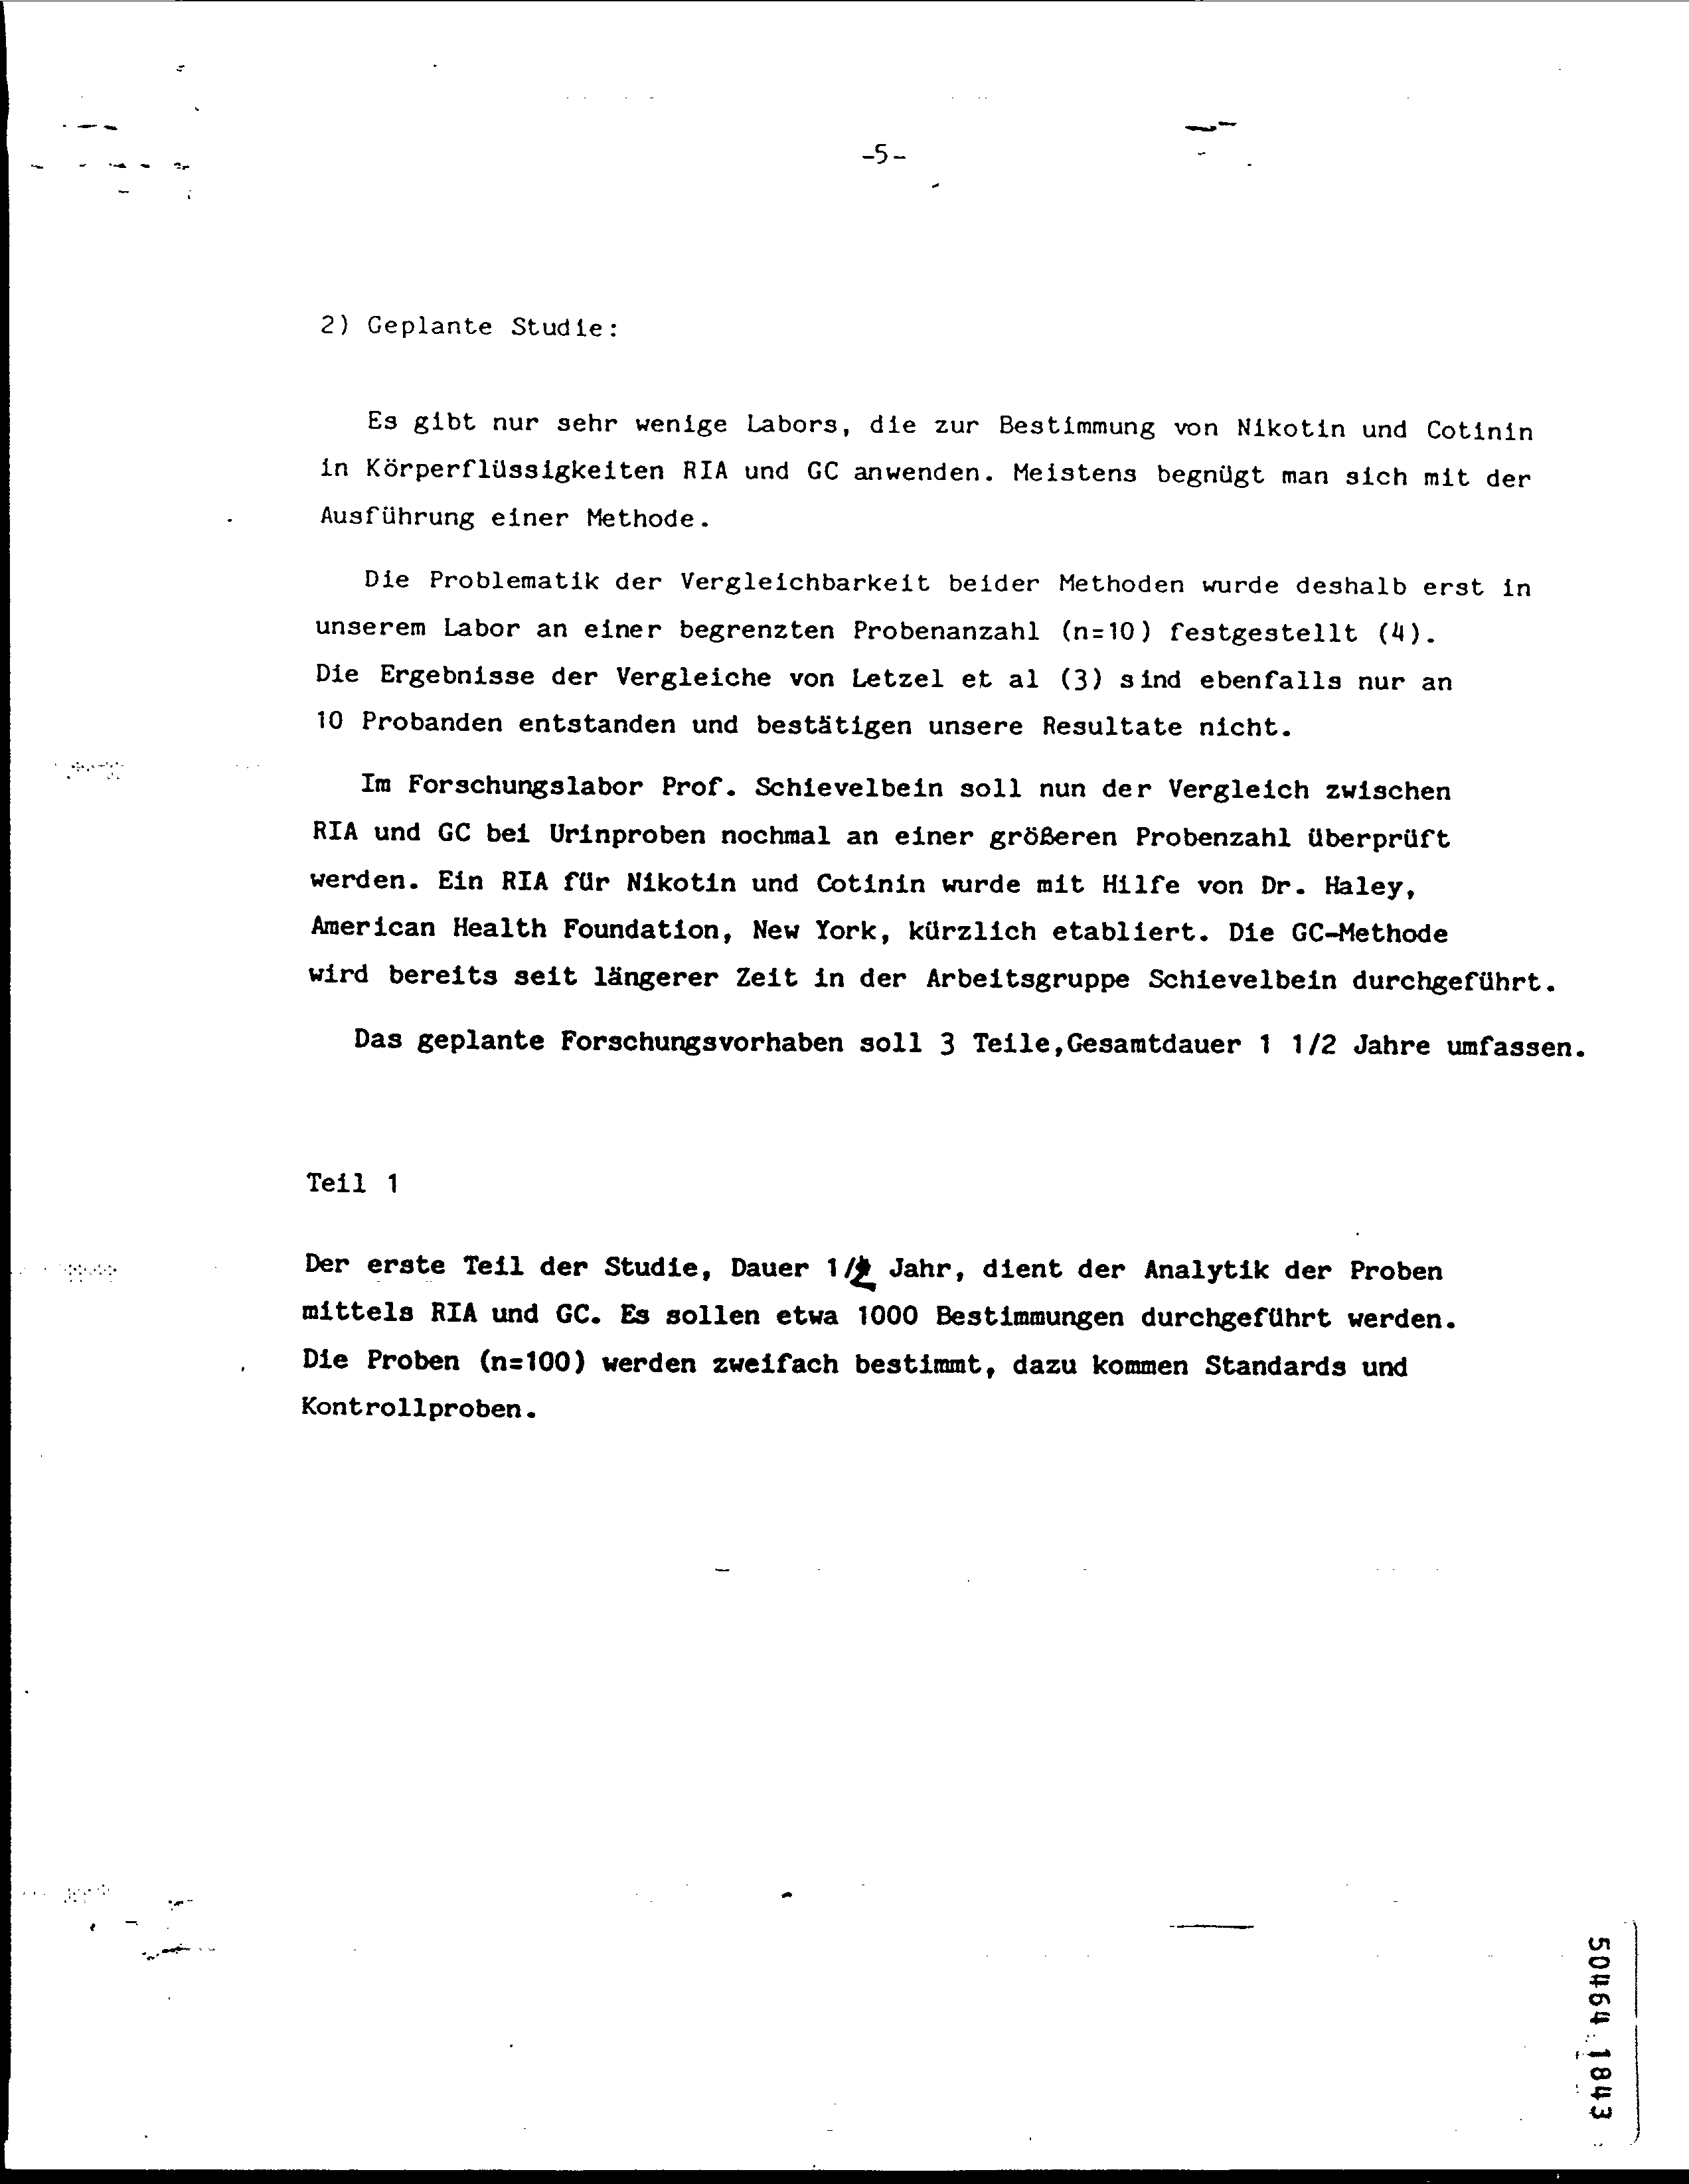 -5-
2) Geplante Studie:
Es gibt nur sehr wenige Labors, die zur Bestimmung von Nikotin und Cotinin
in Körperflüssigkeiten RIA und GC anwenden. Meistens begnügt man sich mit der
Ausführung einer Methode.
Die Problematik der Vergleichbarkeit beider Methoden wurde deshalb erst in
unserem Labor an einer begrenzten Probenanzahl (n=10) festgestellt (4).
Die Ergebnisse der Vergleiche von Letzel et al (3) sind ebenfalls nur an
10 Probanden entstanden und bestätigen unsere Resultate nicht.
Im Forschungslabor Prof. Schievelbein soll nun der Vergleich zwischen
RIA und GC bei Urinproben nochmal an einer größeren Probenzahl überprüft
werden. Ein RIA für Nikotin und Cotinin wurde mit Hilfe von Dr. Haley,
American Health Foundation, New York, kürzlich etabliert. Die GC-Methode
wird bereits seit längerer Zeit in der Arbeitsgruppe Schievelbein durchgeführt.
Das geplante Forschungsvorhaben soll 3 Teile,Gesamtdauer 1 1/2 Jahre umfassen.
Teil 1
Der erste Teil der Studie, Dauer 1/2 Jahr, dient der Analytik der Proben
mittels RIA und GC. Es sollen etwa 1000 Bestimmungen durchgeführt werden.
Die Proben (n=100) werden zweifach bestimmt, dazu kommen Standards und
Kontrollproben.
50464 1843